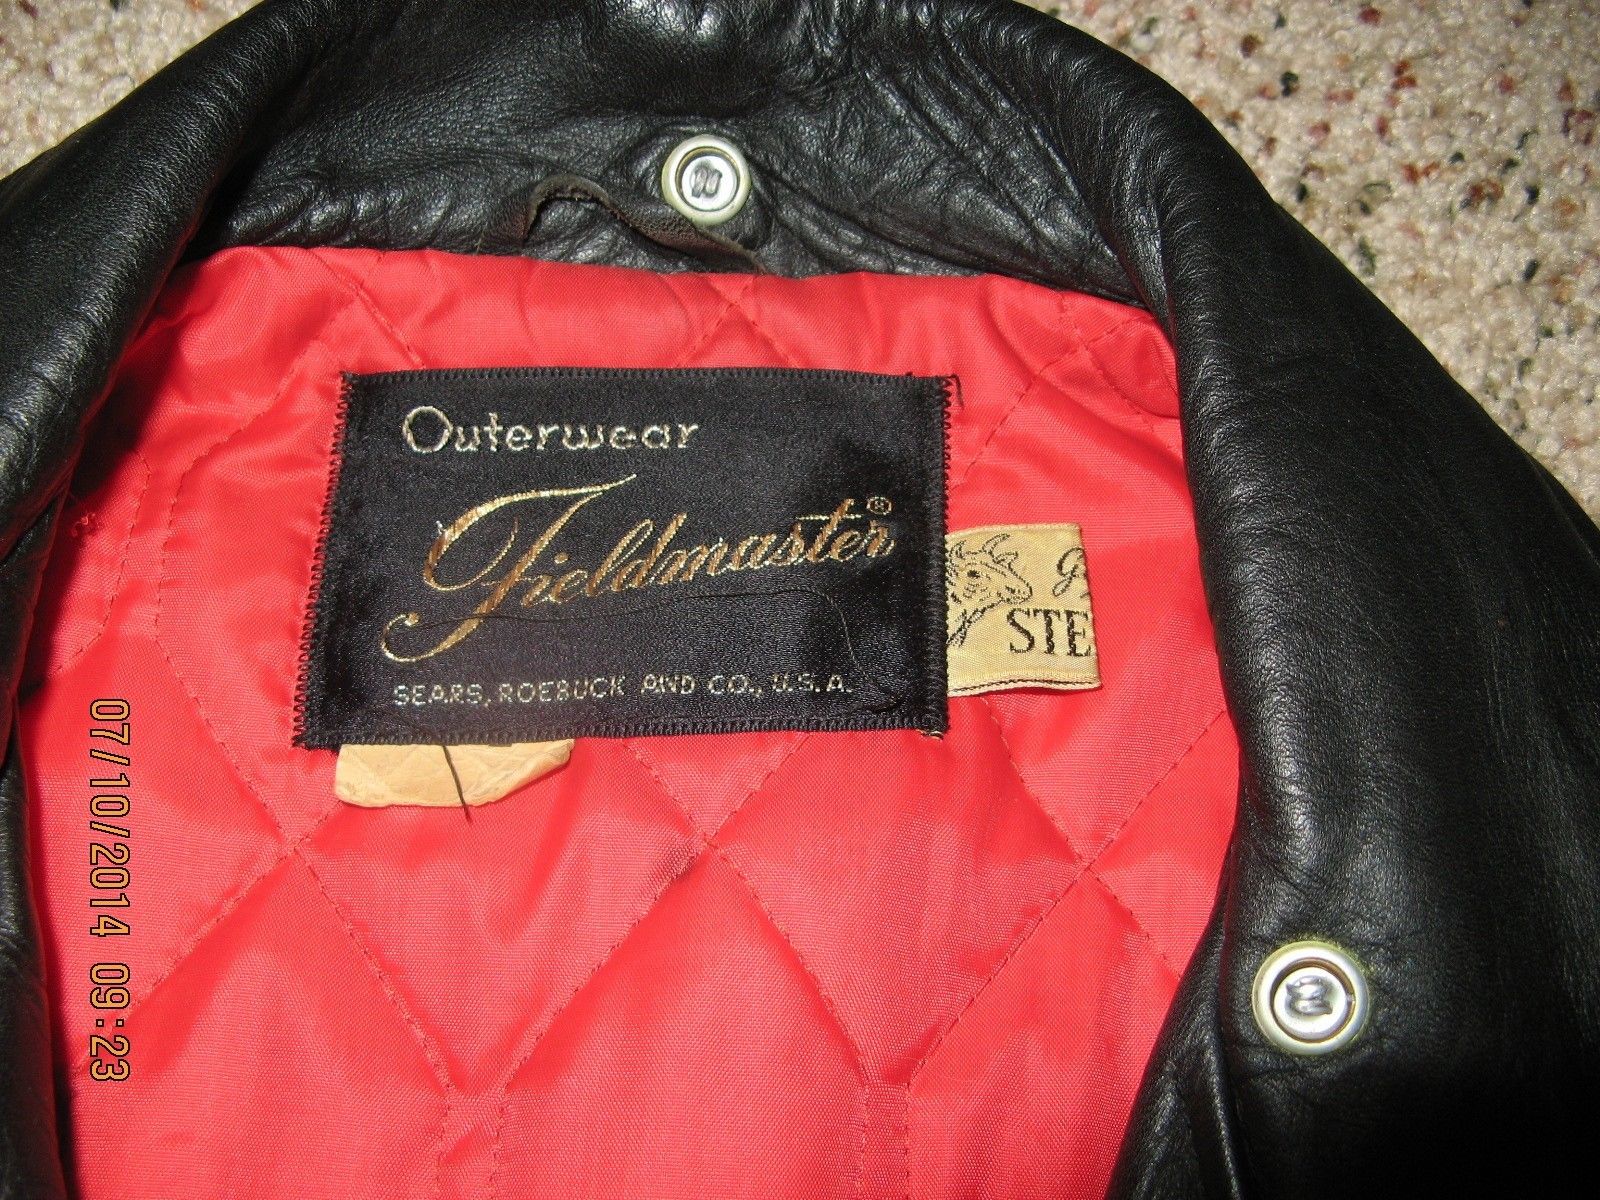 Outerwear
Fieldmaster®
SEARS, ROEBUCK AND CO., U.S.A.
STE
07/10/2014 09:23